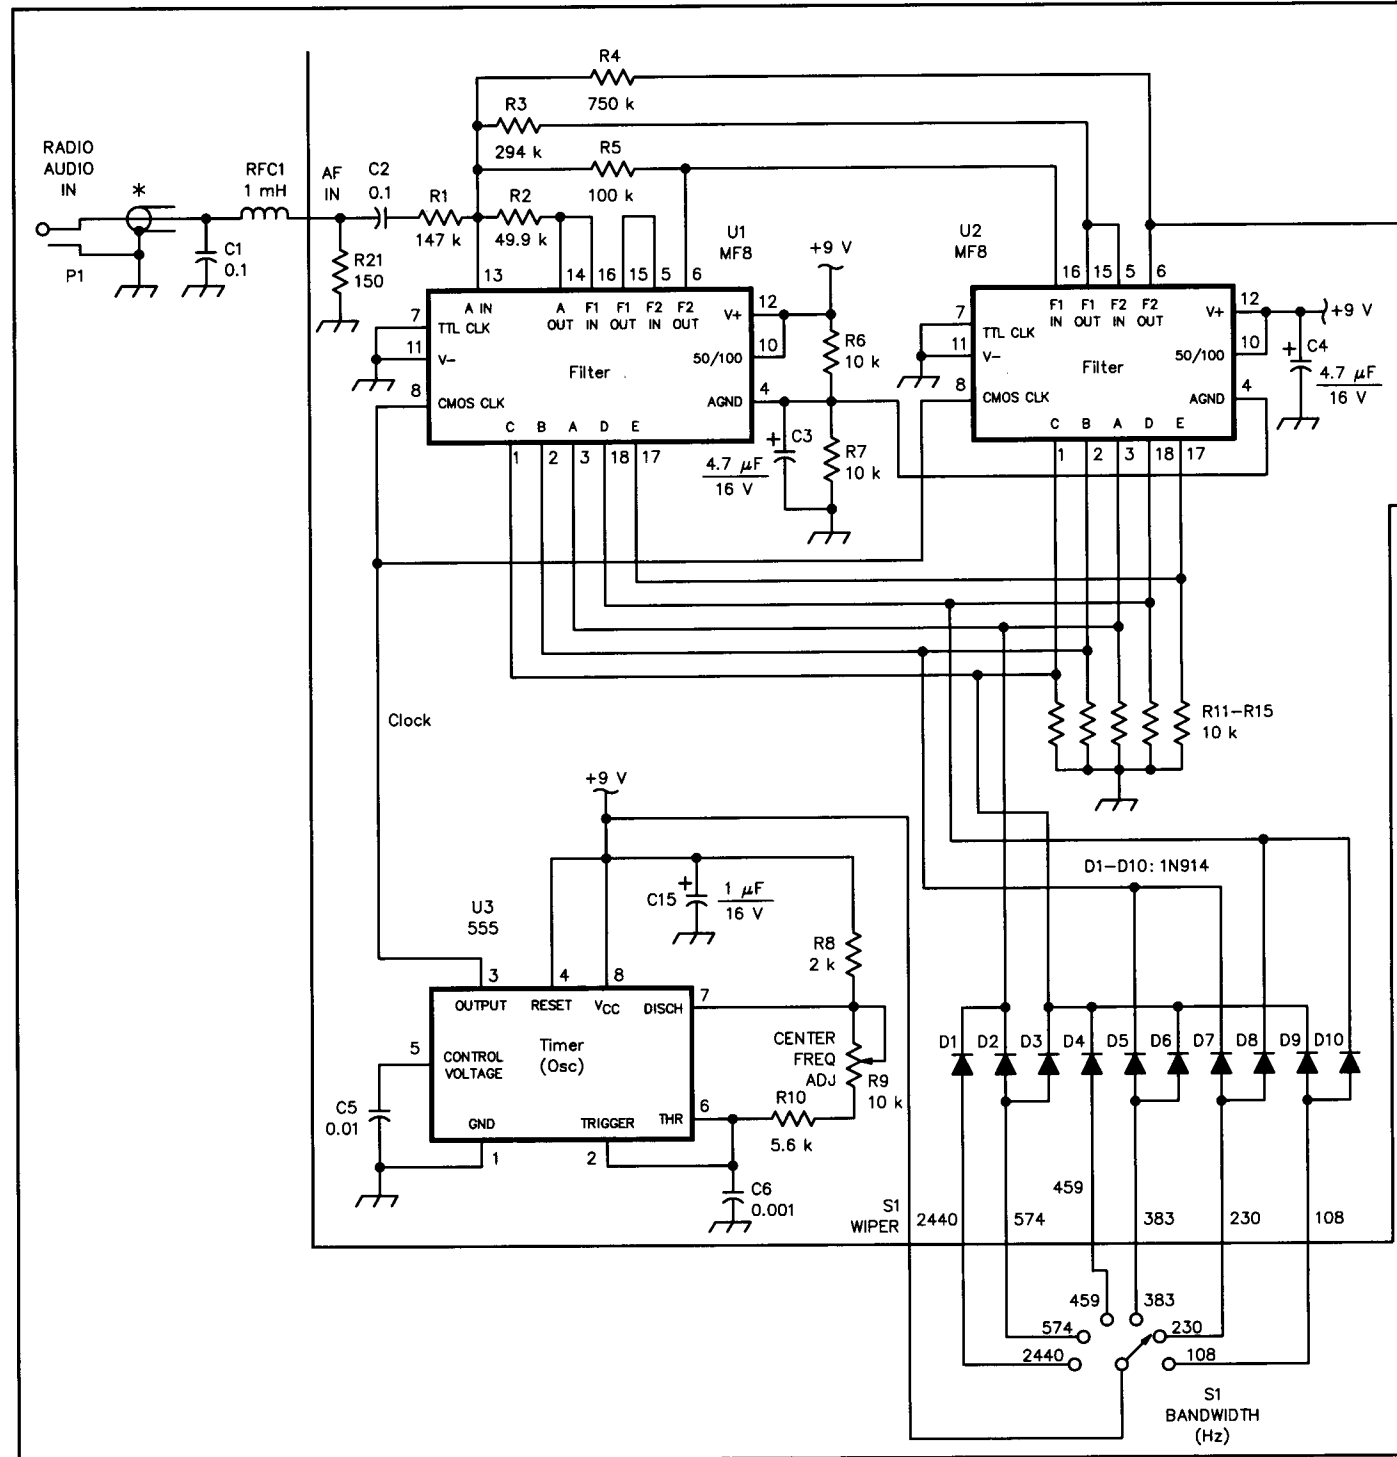 R4
750 k
R3
294 k
R5
100 k
RADIO
AUDIO
IN
*
P1
C1
0.1
RFC1
1 mH
AF
IN
R21
150
C2
0.1
R1
147 k
R2
49.9 k
U1
MF8
13
14
16
15
5
6
A IN
A
OUT
F1
IN
F1
OUT
F2
IN
F2
OUT
7
TTL CLK
11
V-
8
CMOS CLK
Filter
V+
12
50/100
10
AGND
4
C
B
A
D
E
1
2
3
18
17
+9 V
R6
10 k
R7
10 k
+
C3
4.7 µF
16 V
U2
MF8
16
15
5
6
F1
IN
F1
OUT
F2
IN
F2
OUT
7
TTL CLK
11
V-
8
CMOS CLK
Filter
V+
12
50/100
10
AGND
4
C
B
A
D
E
1
2
3
18
17
+9 V
+
C4
4.7 µF
16 V
R11-R15
10 k
Clock
+9 V
+
C15
1 µF
16 V
U3
555
3
4
8
OUTPUT
RESET
VCC
DISCH
7
5
CONTROL
VOLTAGE
Timer
(Osc)
GND
TRIGGER
THR
6
1
2
C5
0.01
R8
2 k
CENTER
FREQ
ADJ
R9
10 k
R10
5.6 k
C6
0.001
D1-D10: 1N914
D1
D2
D3
D4
D5
D6
D7
D8
D9
D10
S1
WIPER
2440
574
459
383
230
108
459
383
574
230
2440
108
S1
BANDWIDTH
(Hz)